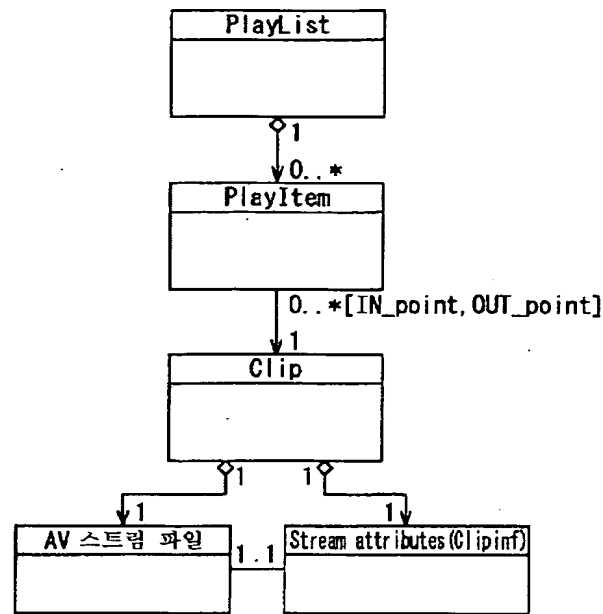 PlayList
1
0..*
PlayItem
0..*[IN_point,OUT_point]
1
Clip
1 1
1 1
AV 스트림 파일 1.1 Stream attributes(Clipinf)